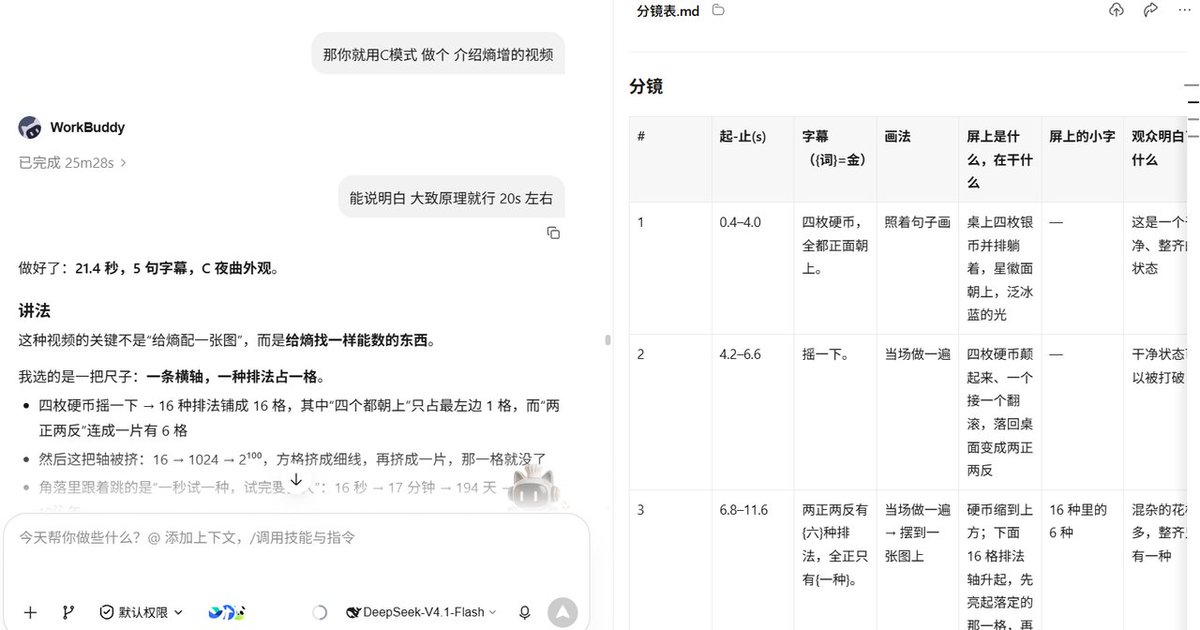 那你就用C模式 做个 介绍熵增的视频
WorkBuddy
已完成 25m28s
能说明白 大致原理就行 20s 左右
做好了：21.4 秒，5 句字幕，C 夜曲外观。
讲法
这种视频的关键不是“给熵配一张图”，而是给熵找一样能数的东西。
我选的是一把尺子：一条横轴，一种排法占一格。
四枚硬币摇一下 → 16 种排法铺成 16 格，其中“四个都朝上”只占最左边 1 格，而“两
正两反”连成一片有 6 格
然后这把轴被挤：16 → 1024 → 2¹⁰⁰，方格挤成细线，再挤成一片，那一格就没了
角落里跟着跳的是“一秒试一种，试完要
”：16 秒 → 17 分钟 → 194 天 →
今天帮你做些什么？@ 添加上下文，/调用技能与指令
默认权限
DeepSeek-V4.1-Flash
分镜表.md
分镜
#
起-止(s)
字幕
（{词}=金）
画法
屏上是什
么，在干什
么
屏上的小字
观众明白
什么
1
0.4–4.0
四枚硬币，
全都正面朝
上。
照着句子画
桌上四枚银
币并排躺
着，星徽面
朝上，泛冰
蓝的光
—
这是一个
净、整齐
状态
2
4.2–6.6
摇一下。
当场做一遍
四枚硬币颠
起来、一个
接一个翻
滚，落回桌
面变成两正
两反
—
干净状态
以被打破
3
6.8–11.6
两正两反有
{六}种排
法，全正只
有{一种}。
当场做一遍
→ 摆到一
张图上
硬币缩到上
方；下面
16 格排法
轴升起，先
亮起落定的
那一格，再
16 种里的
6 种
混杂的花
多，整齐
有一种